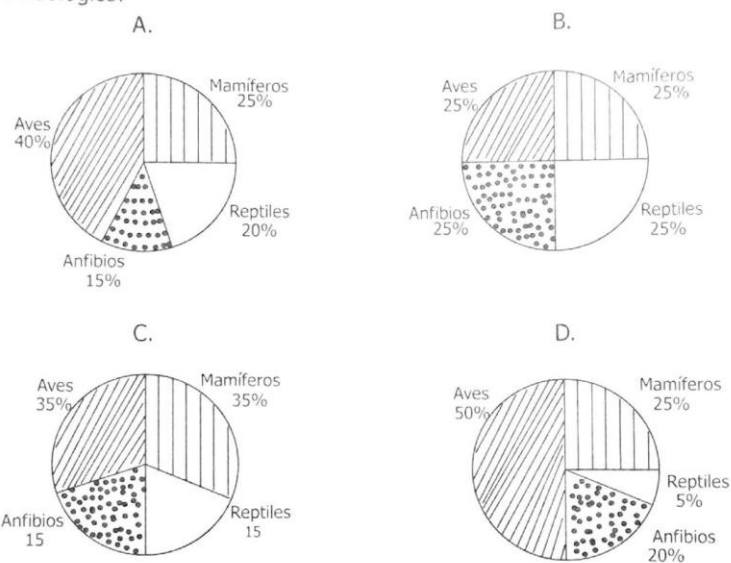 A.
Mamíferos
25%
Aves
40%
Reptiles
20%
Anfibios
15%
B.
Mamíferos
25%
Aves
25%
Anfibios
25%
Reptiles
25%
C.
Aves
35%
Mamíferos
35%
Anfibios
15
Reptiles
15
D.
Aves
50%
Mamíferos
25%
Reptiles
5%
Anfibios
20%